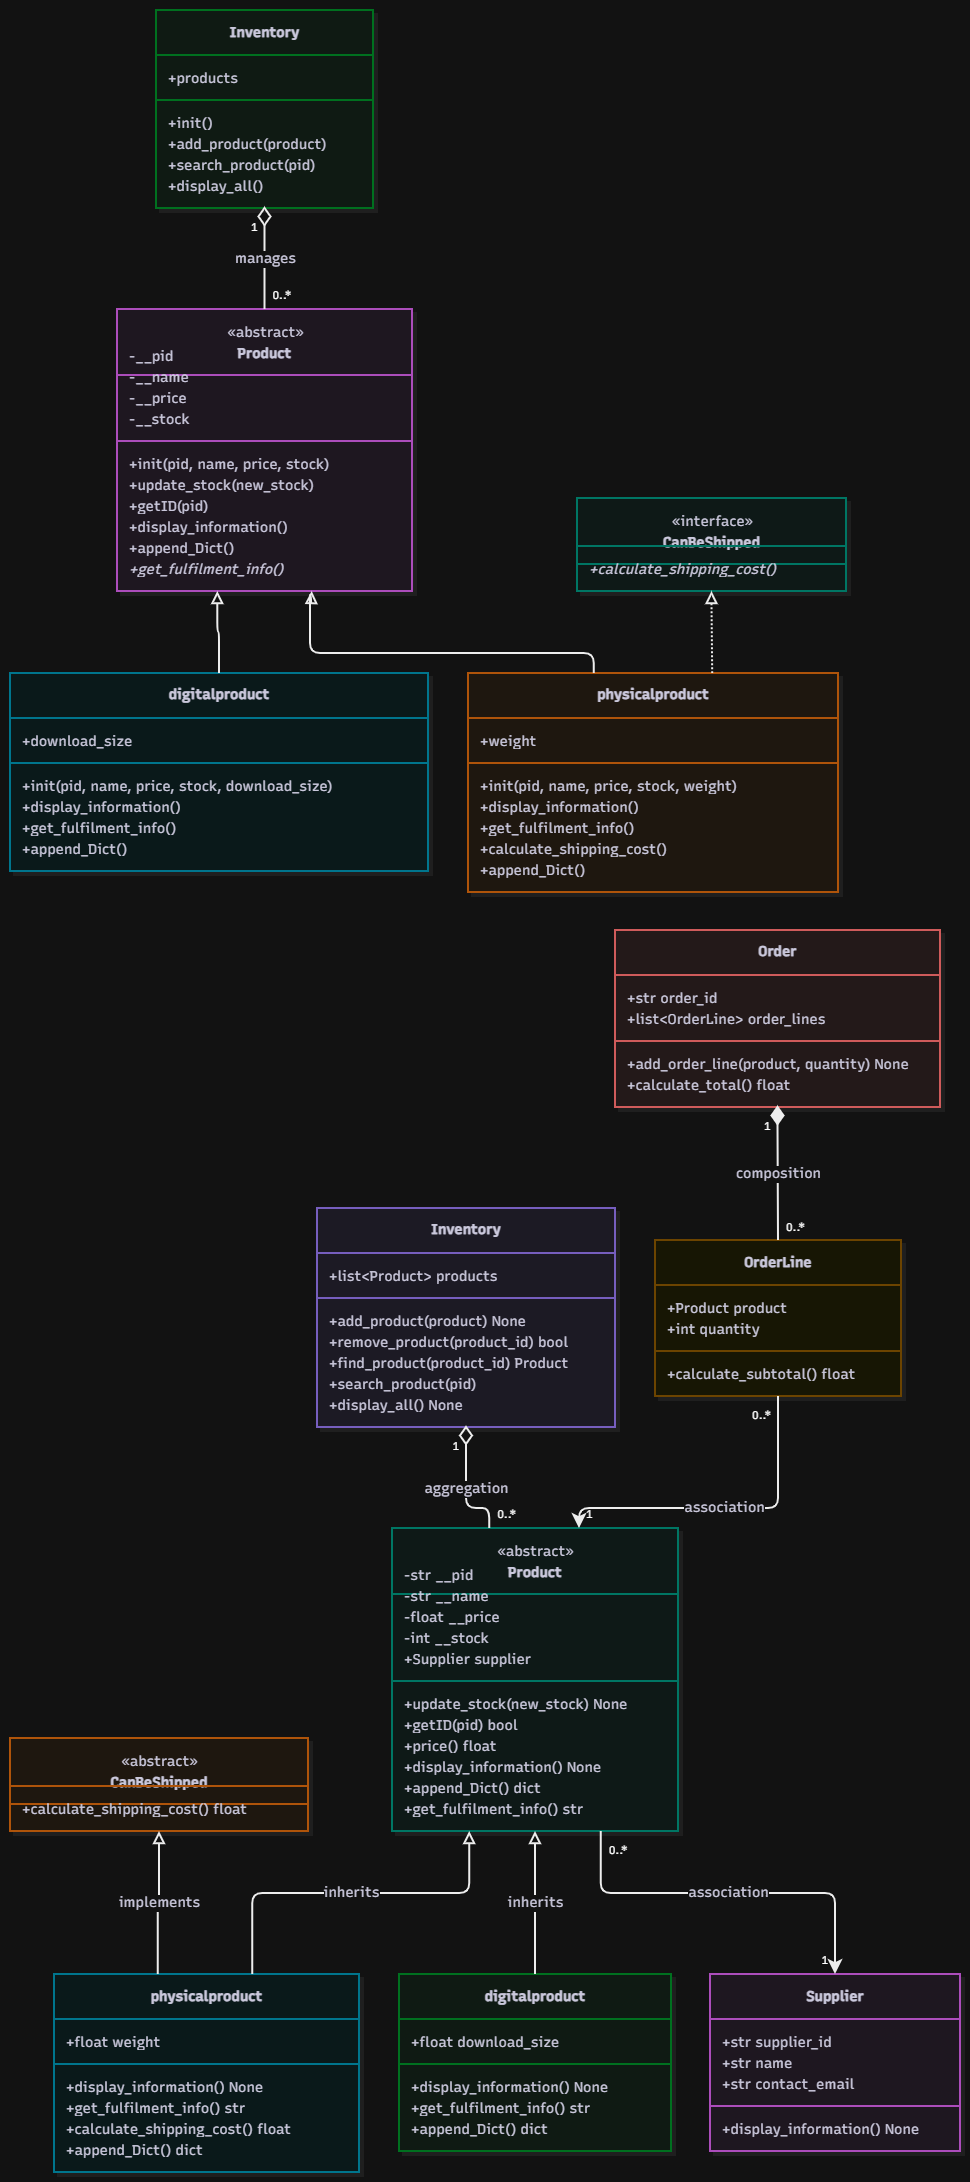 Inventory
+products
+init()
+add_product(product)
+search_product(pid)
+display_all()
1
manages
0..*
«abstract»
Product
-__pid
-__name
-__price
-__stock
+init(pid, name, price, stock)
+update_stock(new_stock)
+getID(pid)
+display_information()
+append_Dict()
+get_fulfilment_info()
«interface»
CanBeShipped
+calculate_shipping_cost()
digitalproduct
+download_size
+init(pid, name, price, stock, download_size)
+display_information()
+get_fulfilment_info()
+append_Dict()
physicalproduct
+weight
+init(pid, name, price, stock, weight)
+display_information()
+get_fulfilment_info()
+calculate_shipping_cost()
+append_Dict()
Order
+str order_id
+list<OrderLine> order_lines
+add_order_line(product, quantity) None
+calculate_total() float
1
composition
0..*
Inventory
+list<Product> products
+add_product(product) None
+remove_product(product_id) bool
+find_product(product_id) Product
+search_product(pid)
+display_all() None
OrderLine
+Product product
+int quantity
+calculate_subtotal() float
0..*
1
aggregation
0..*
association
1
«abstract»
Product
-str __pid
-str __name
-float __price
-int __stock
+Supplier supplier
+update_stock(new_stock) None
+getID(pid) bool
+price() float
+display_information() None
+append_Dict() dict
+get_fulfilment_info() str
«abstract»
CanBeShipped
+calculate_shipping_cost() float
0..*
implements
inherits
inherits
association
1
physicalproduct
+float weight
+display_information() None
+get_fulfilment_info() str
+calculate_shipping_cost() float
+append_Dict() dict
digitalproduct
+float download_size
+display_information() None
+get_fulfilment_info() str
+append_Dict() dict
Supplier
+str supplier_id
+str name
+str contact_email
+display_information() None